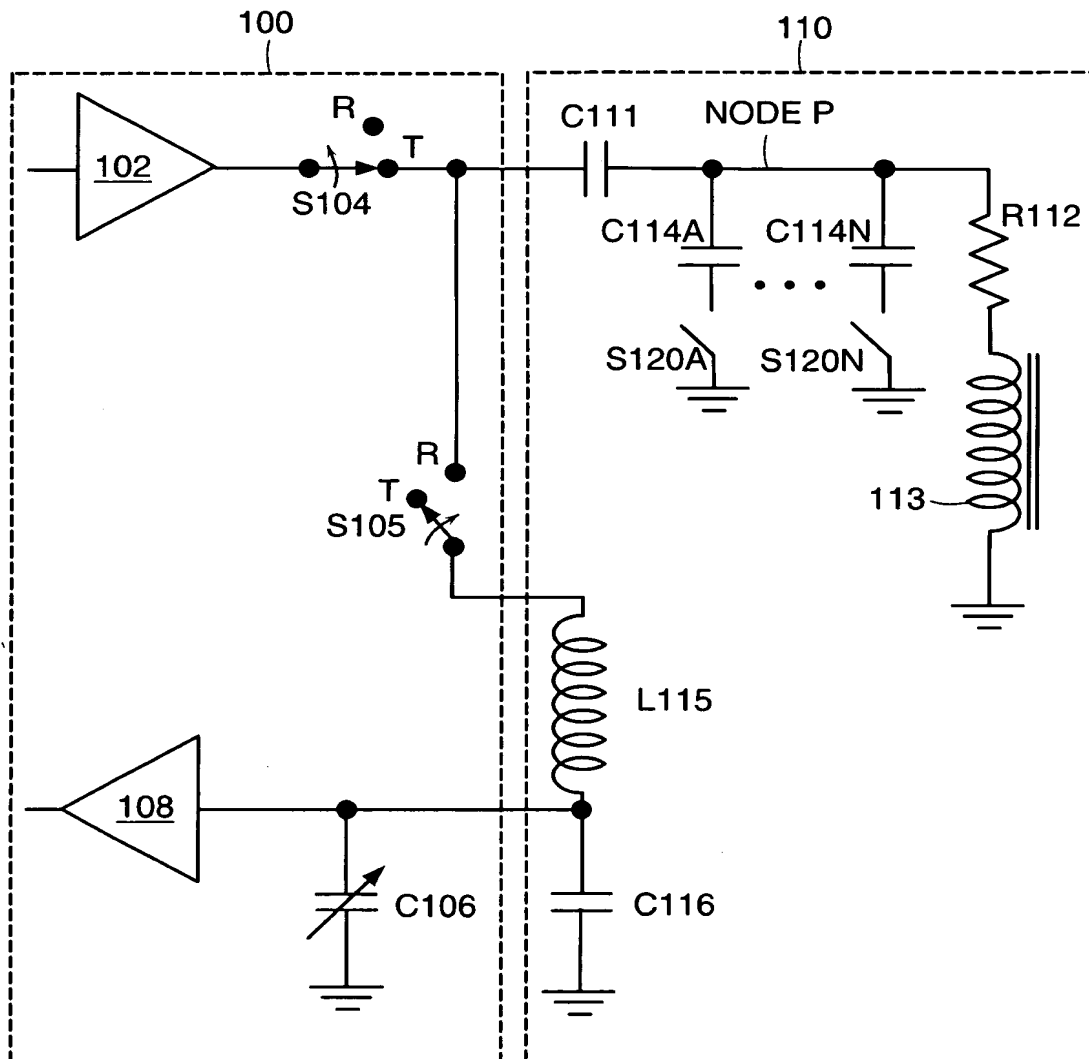 100
110
R
C111
NODE P
T
102
S104
C114A
C114N
R112
S120A
S120N
R
T
S105
113
L115
108
C106
C116